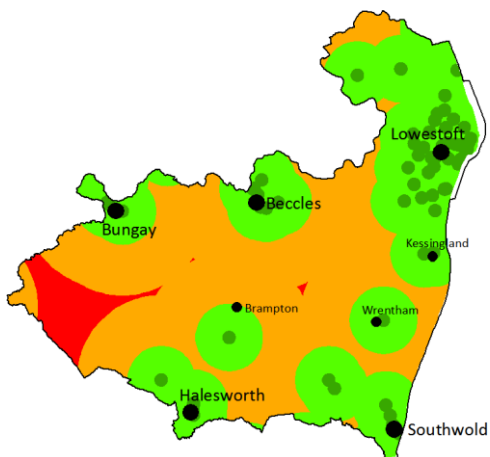 Lowestoft
Beccles
Bungay
Kessingland
Brampton
Wrentham
Halesworth
Southwold